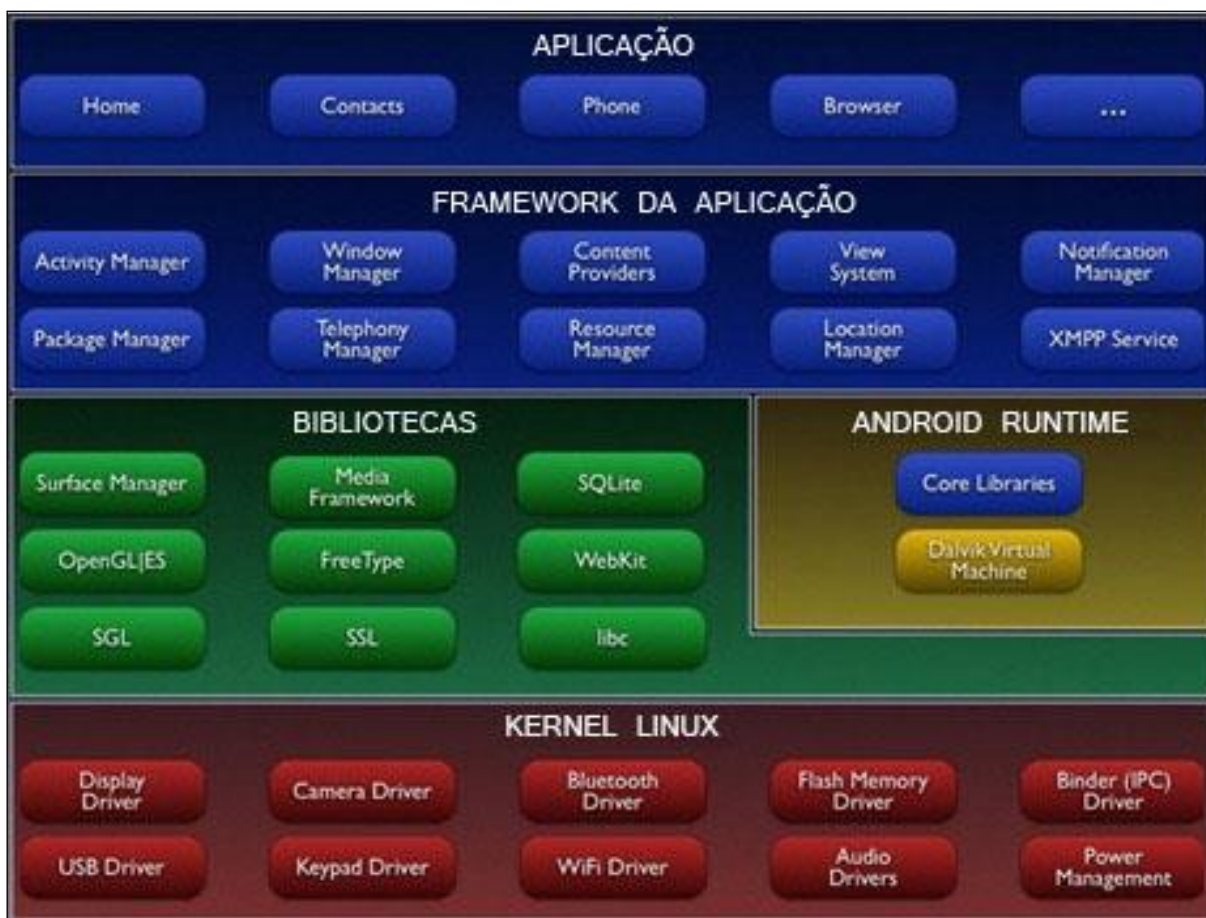 APLICAÇÃO
Home
Contacts
Phone
Browser
...
FRAMEWORK DA APLICAÇÃO
Activity Manager
Window
Manager
Content
Providers
View
System
Notification
Manager
Package Manager
Telephony
Manager
Resource
Manager
Location
Manager
XMPP Service
BIBLIOTECAS
Surface Manager
Media
Framework
SQLite
OpenGL|ES
FreeType
WebKit
SGL
SSL
libc
ANDROID RUNTIME
Core Libraries
Dalvik Virtual
Machine
KERNEL LINUX
Display
Driver
Camera Driver
Bluetooth
Driver
Flash Memory
Driver
Binder (IPC)
Driver
USB Driver
Keypad Driver
WiFi Driver
Audio
Drivers
Power
Management